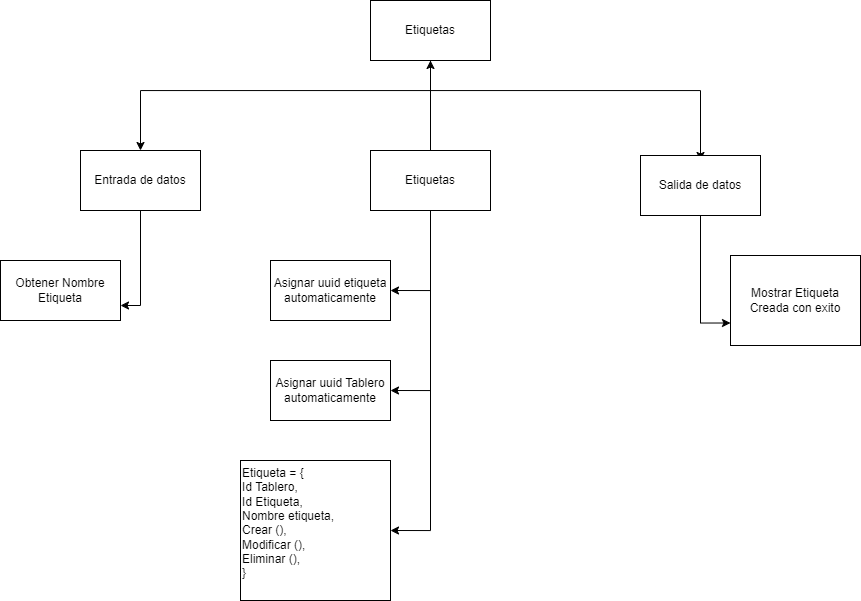 Etiquetas
Entrada de datos
Etiquetas
Salida de datos
Obtener Nombre
Etiqueta
Asignar uuid etiqueta
automaticamente
Mostrar Etiqueta
Creada con exito
Asignar uuid Tablero
automaticamente
Etiqueta = {
Id Tablero,
Id Etiqueta,
Nombre etiqueta,
Crear (),
Modificar (),
Eliminar (),
}